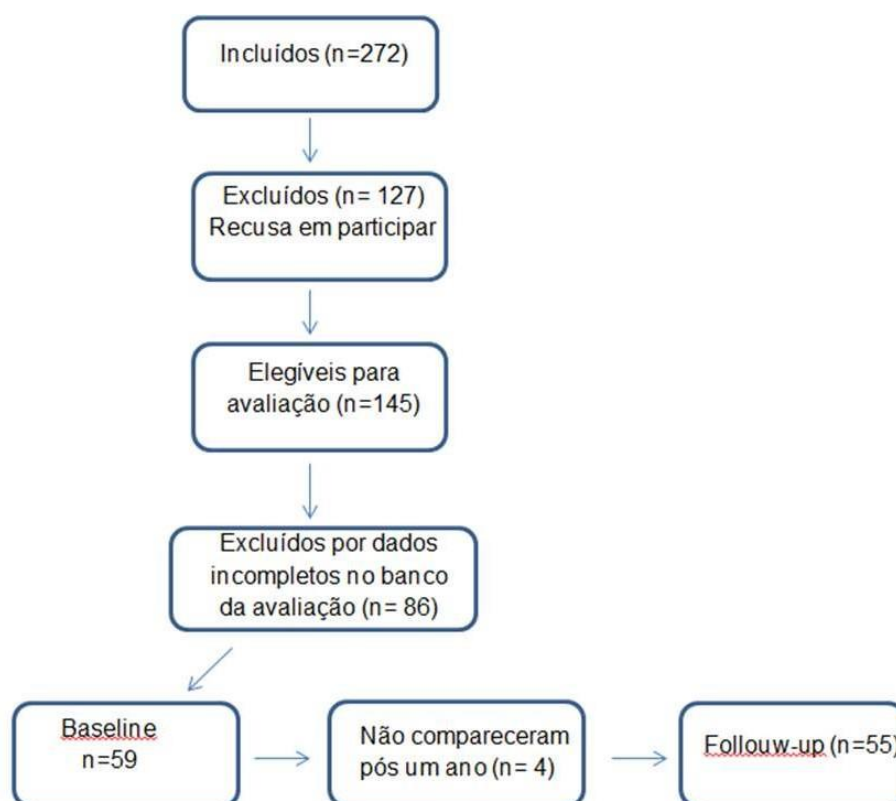 Incluídos (n=272)
Excluídos (n= 127)
Recusa em participar
Elegíveis para
avaliação (n=145)
Excluídos por dados
incompletos no banco
da avaliação (n= 86)
Baseline
n=59
Não compareceram
pós um ano (n= 4)
Follouw-up (n=55)